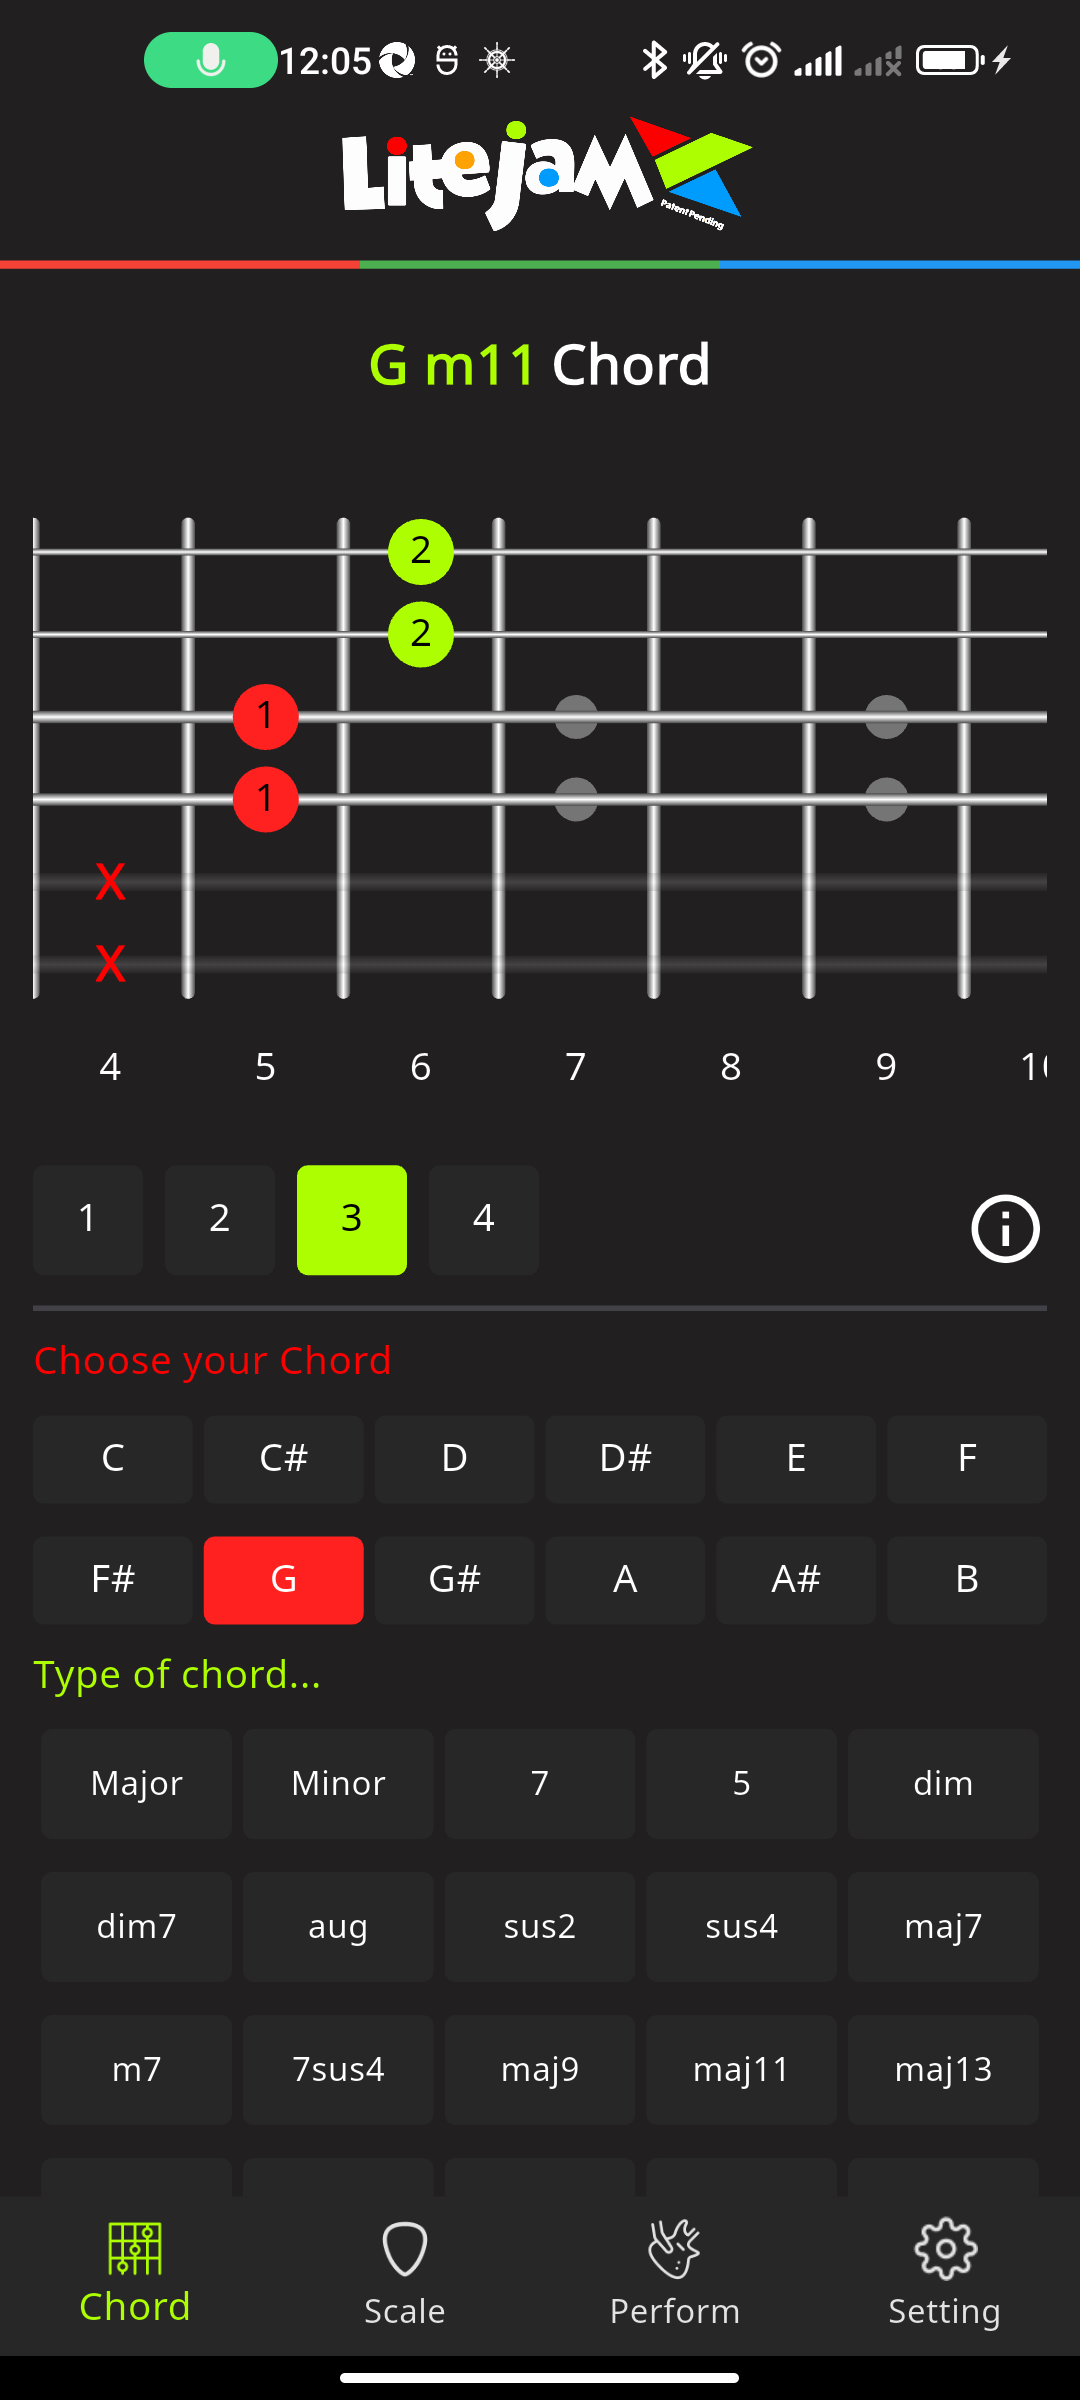 12:05
Litejam
Patent Pending
G m11 Chord
2
2
1
1
X
X
4 5 6 7 8 9 10
1 2 3 4
Choose your Chord
C C# D D# E F
F# G G# A A# B
Type of chord...
Major Minor 7 5 dim
dim7 aug sus2 sus4 maj7
m7 7sus4 maj9 maj11 maj13
Chord Scale Perform Setting